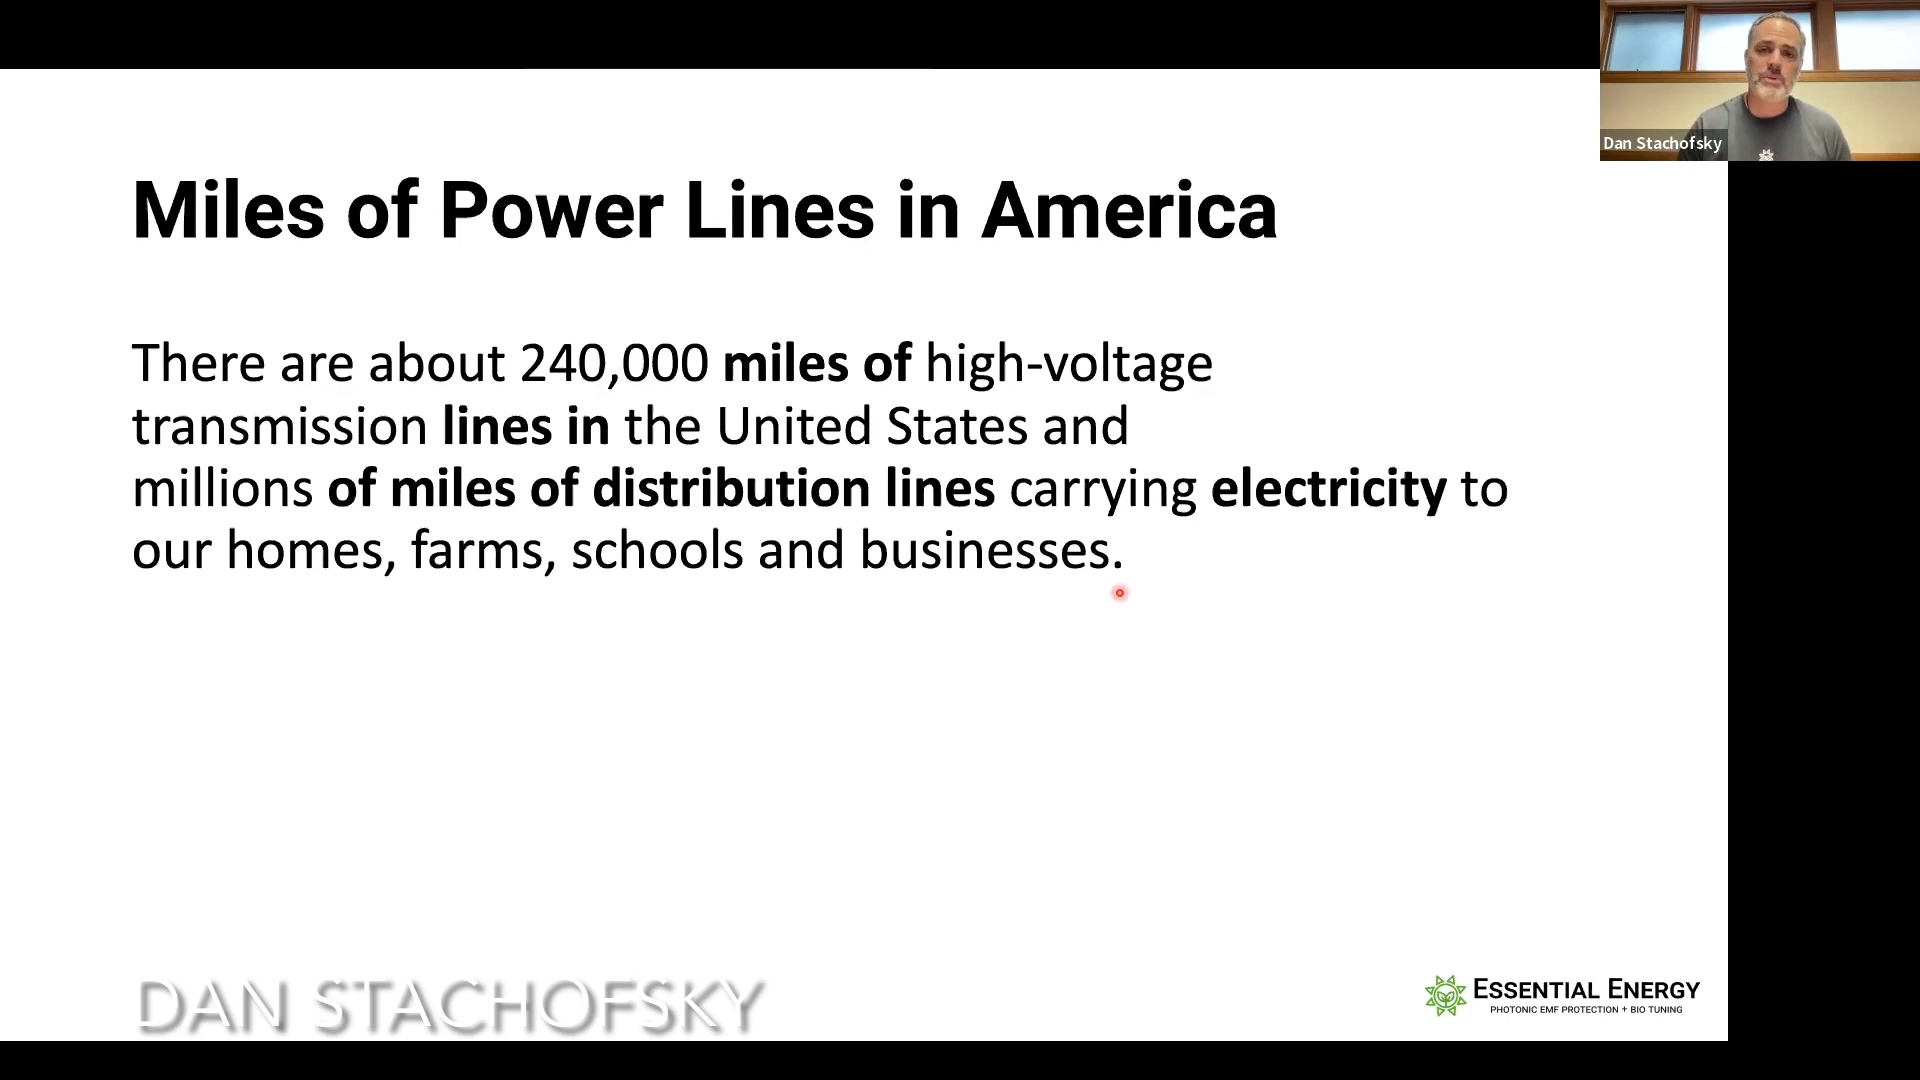 Dan Stachofsky
Miles of Power Lines in America
There are about 240,000 miles of high-voltage
transmission lines in the United States and
millions of miles of distribution lines carrying electricity to
our homes, farms, schools and businesses.
DAN STACHOFSKY
ESSENTIAL ENERGY
PHOTONIC EMF PROTECTION + BIO TUNING